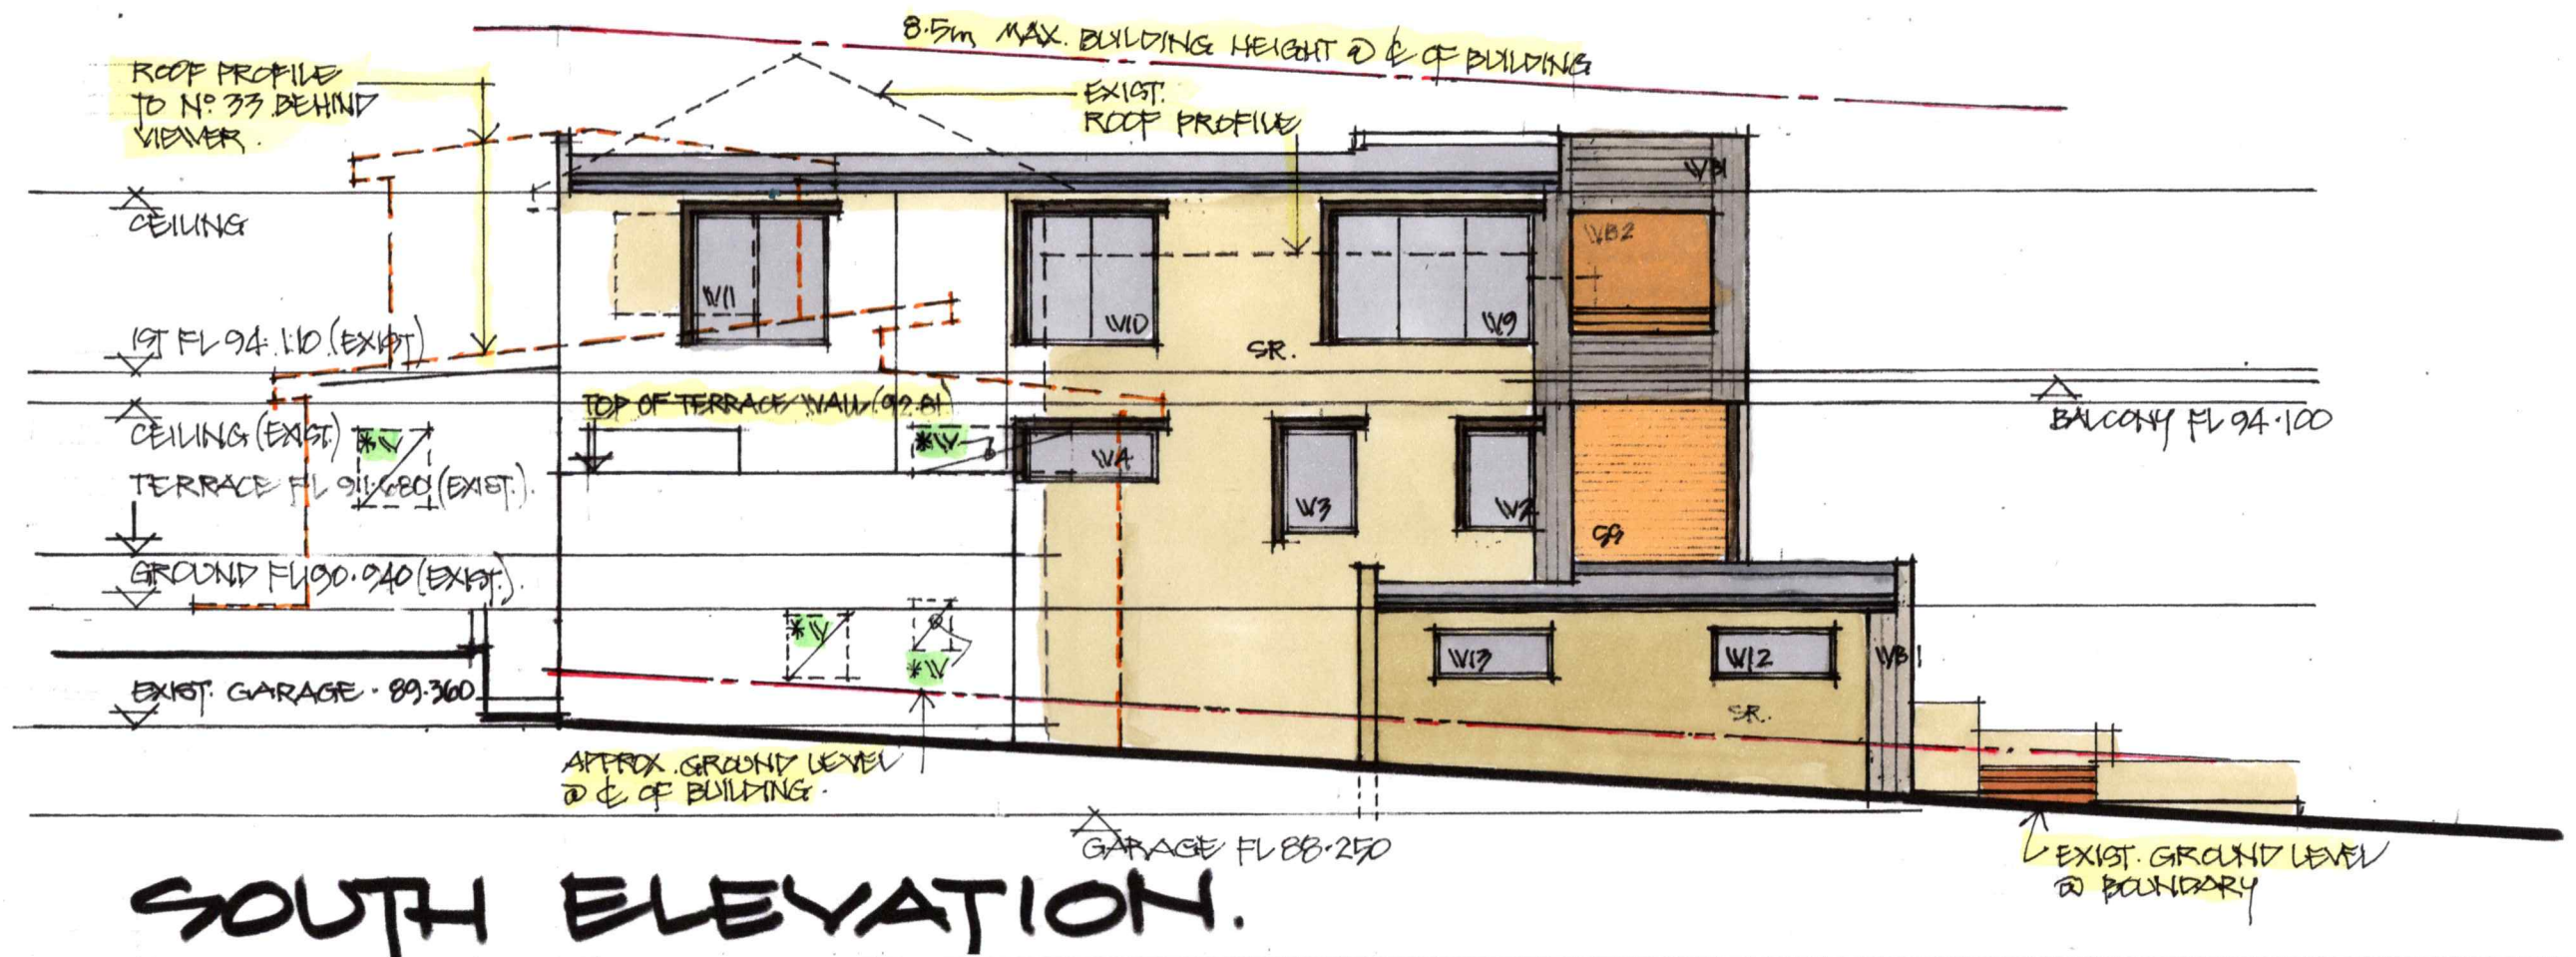 8.5m MAX. BUILDING HEIGHT @ ℄ OF BUILDING
ROOF PROFILE
TO Nº 33 BEHIND
VIEWER.
EXIST.
ROOF PROFILE
WB1
CEILING
WB2
W11
W10
W9
SR.
1ST FL 94.110 (EXIST)
TOP OF TERRACE WALL (92.81)
BALCONY FL 94.100
CEILING (EXIST)
*W
*W
W4
TERRACE FL 91.680 (EXIST.)
W3
W2
GS
GROUND FL 90.940 (EXIST.)
*W
*W
W13
W12
WB1
EXIST. GARAGE . 89.360
SR.
APPROX. GROUND LEVEL
@ ℄ OF BUILDING.
GARAGE FL 88.250
EXIST. GROUND LEVEL
@ BOUNDARY
SOUTH ELEVATION.